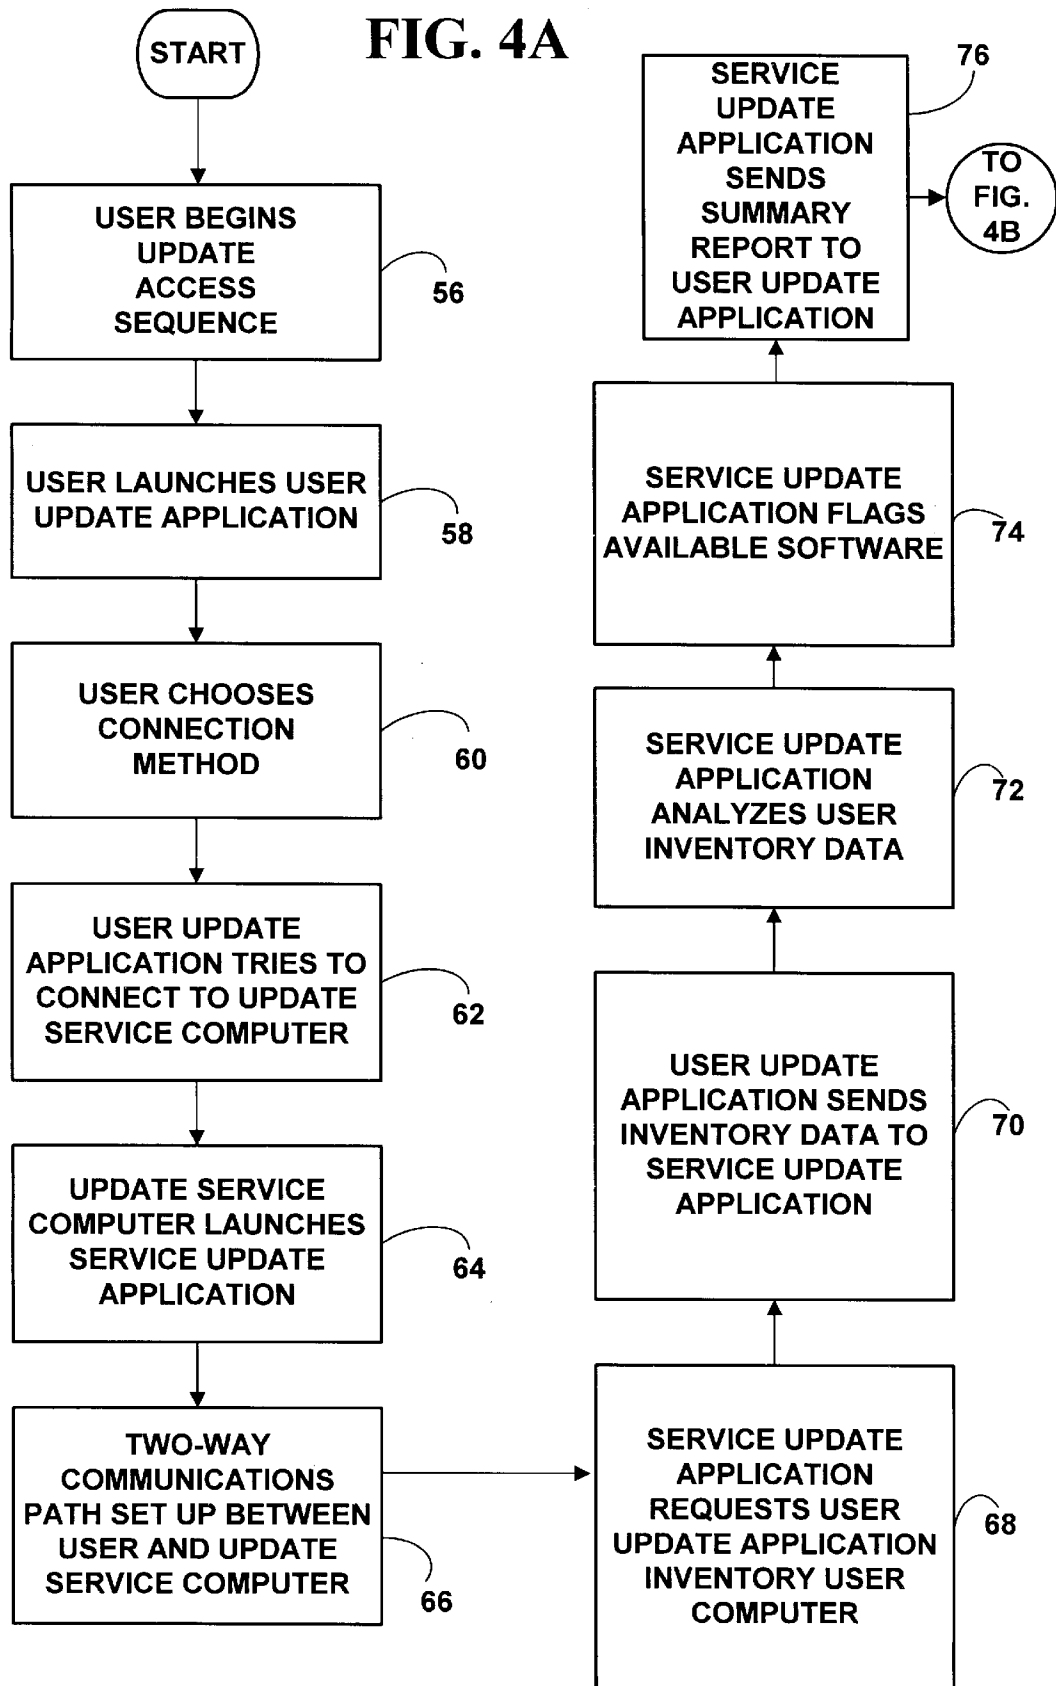 FIG. 4A
START
USER BEGINS
UPDATE
ACCESS
SEQUENCE
56
USER LAUNCHES USER
UPDATE APPLICATION
58
USER CHOOSES
CONNECTION
METHOD
60
USER UPDATE
APPLICATION TRIES TO
CONNECT TO UPDATE
SERVICE COMPUTER
62
UPDATE SERVICE
COMPUTER LAUNCHES
SERVICE UPDATE
APPLICATION
64
TWO-WAY
COMMUNICATIONS
PATH SET UP BETWEEN
USER AND UPDATE
SERVICE COMPUTER
66
SERVICE UPDATE
APPLICATION
REQUESTS USER
UPDATE APPLICATION
INVENTORY USER
COMPUTER
68
USER UPDATE
APPLICATION SENDS
INVENTORY DATA TO
SERVICE UPDATE
APPLICATION
70
SERVICE UPDATE
APPLICATION
ANALYZES USER
INVENTORY DATA
72
SERVICE UPDATE
APPLICATION FLAGS
AVAILABLE SOFTWARE
74
SERVICE
UPDATE
APPLICATION
SENDS
SUMMARY
REPORT TO
USER UPDATE
APPLICATION
76
TO
FIG.
4B